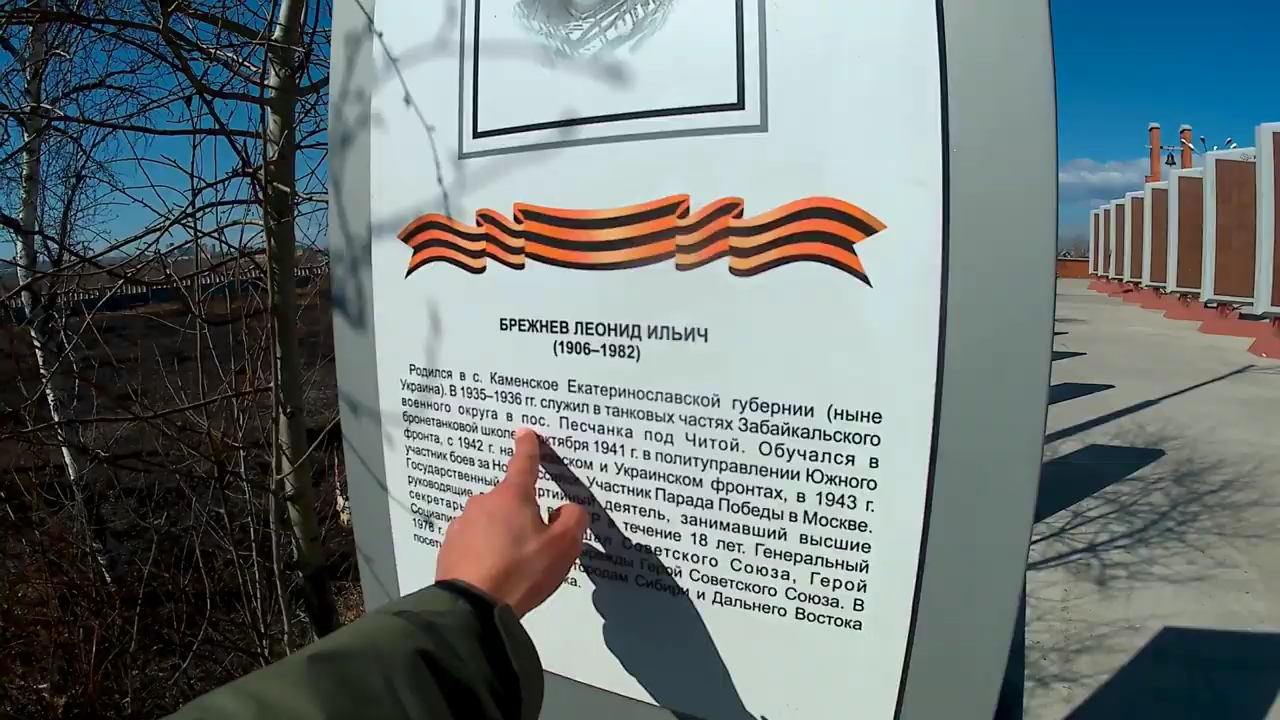 БРЕЖНЕВ ЛЕОНИД ИЛЬИЧ
(1906–1982)
Родился в с. Каменское Екатеринославской губернии (ныне
Украина). В 1935–1936 гг. служил в танковых частях Забайкальского
военного округа в пос. Песчанка под Читой. Обучался в
бронетанковой школе октября 1941 г. в политуправлении Южного
фронта, с 1942 г. на и Украинском фронтах, в 1943 г.
участник боев за Участник Парада Победы в Москве.
Государственный деятель, занимавший высшие
руководящие течение 18 лет. Генеральный
секретарь Советского Союза, Герой
Герой Советского Союза. В
1978 г. городам Сибири и Дальнего Востока